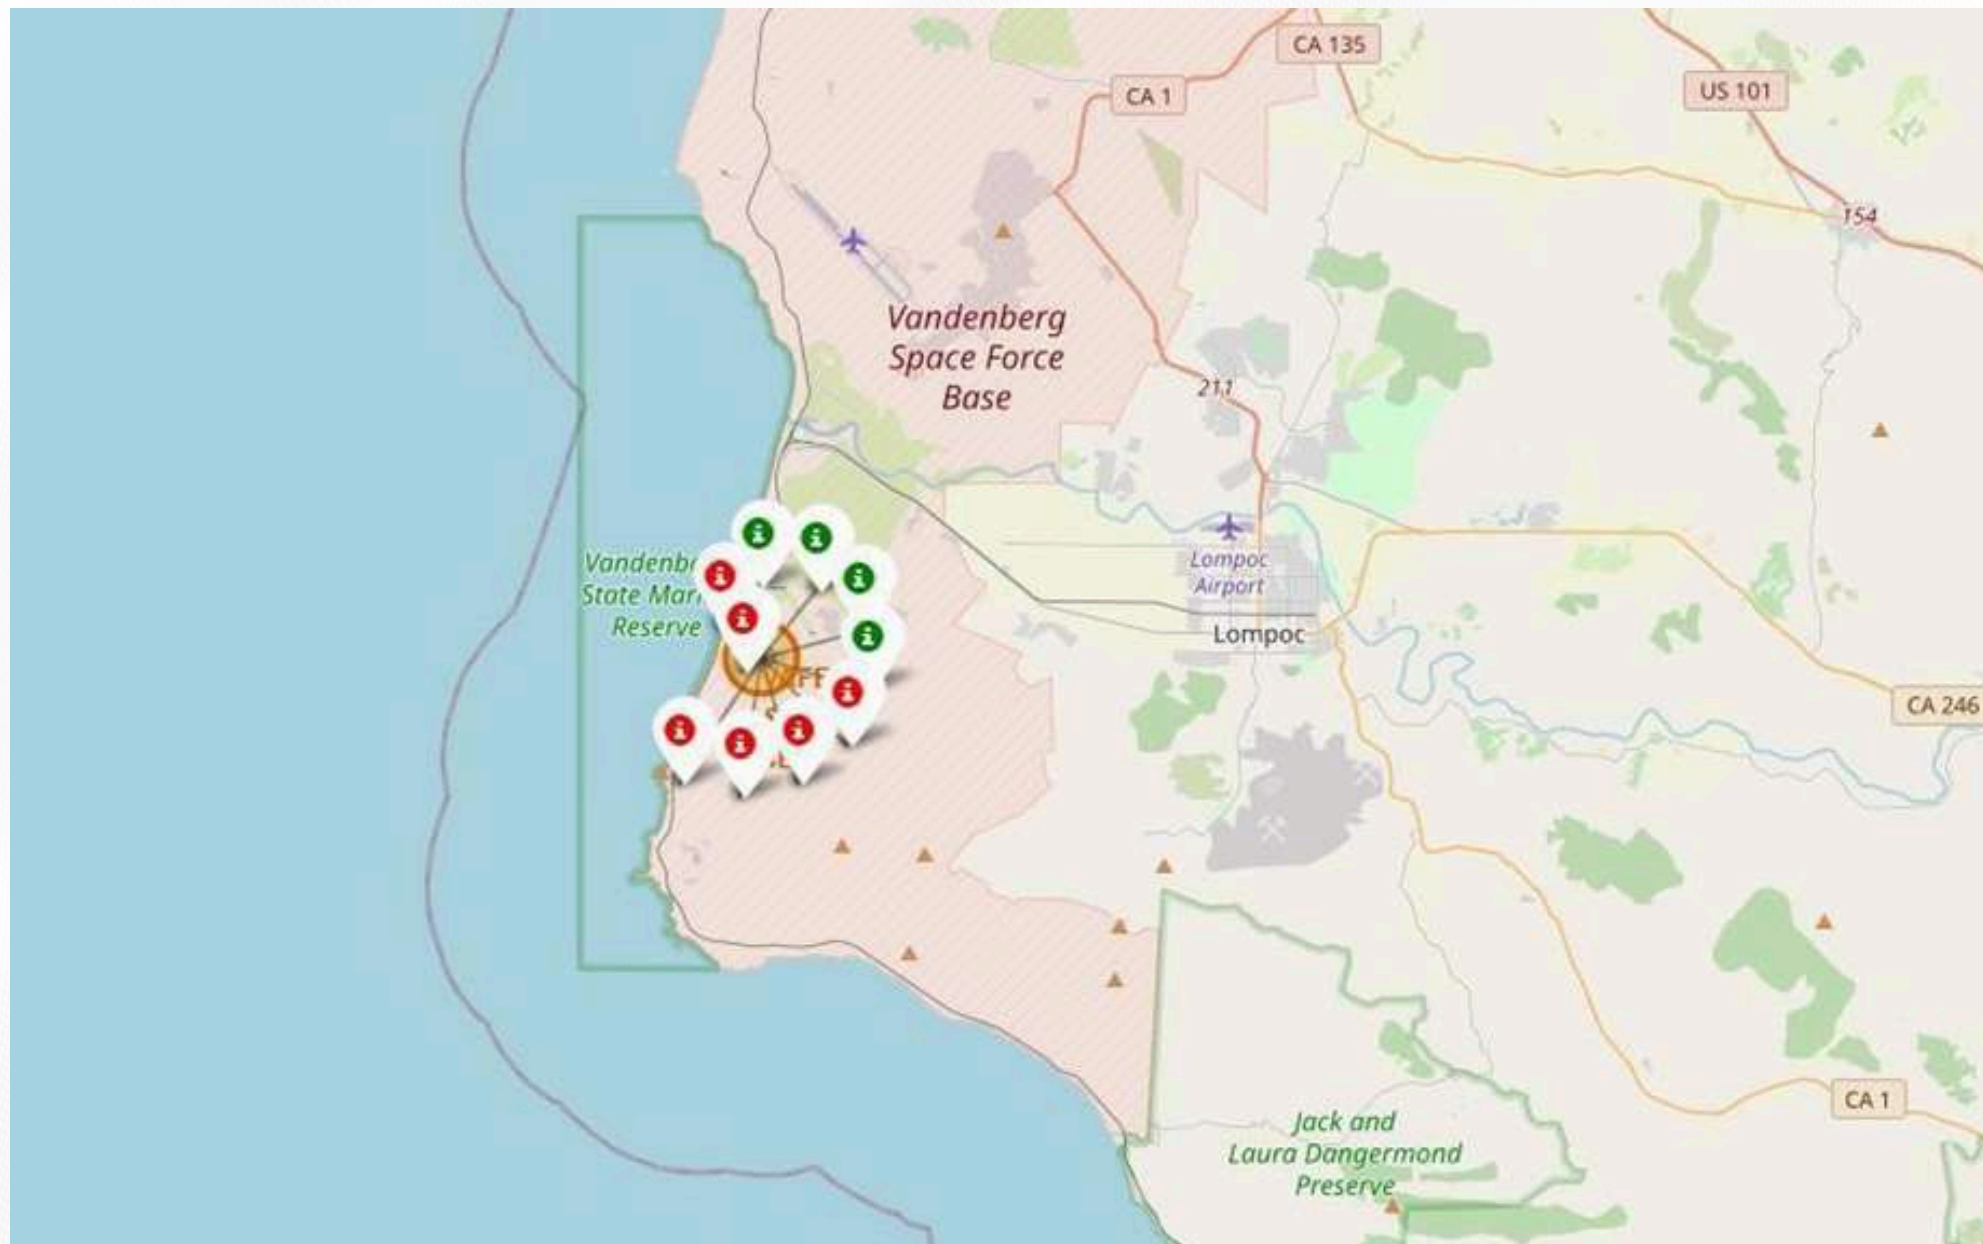 CA 135
US 101
CA 1
154
Vandenberg
Space Force
Base
211
Lompoc
Airport
State
Reserve
Lompoc
CA 246
CA 1
Jack and
Laura Dangermond
Preserve